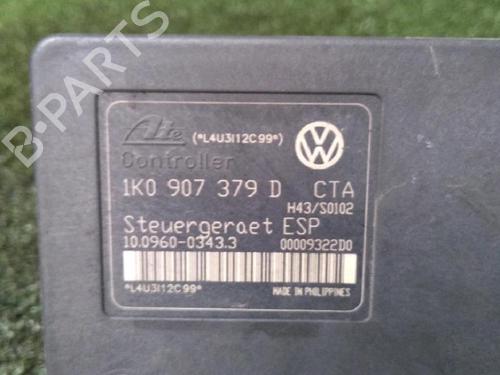 B-PARTS
Ate (*L4U3I12C99*)
Controller
1K0 907 379 D CTA
H43/S0102
Steuergeraet ESP
10.0960-0343.3 00009322D0
*L4U3I12C99* MADE IN PHILIPPINES